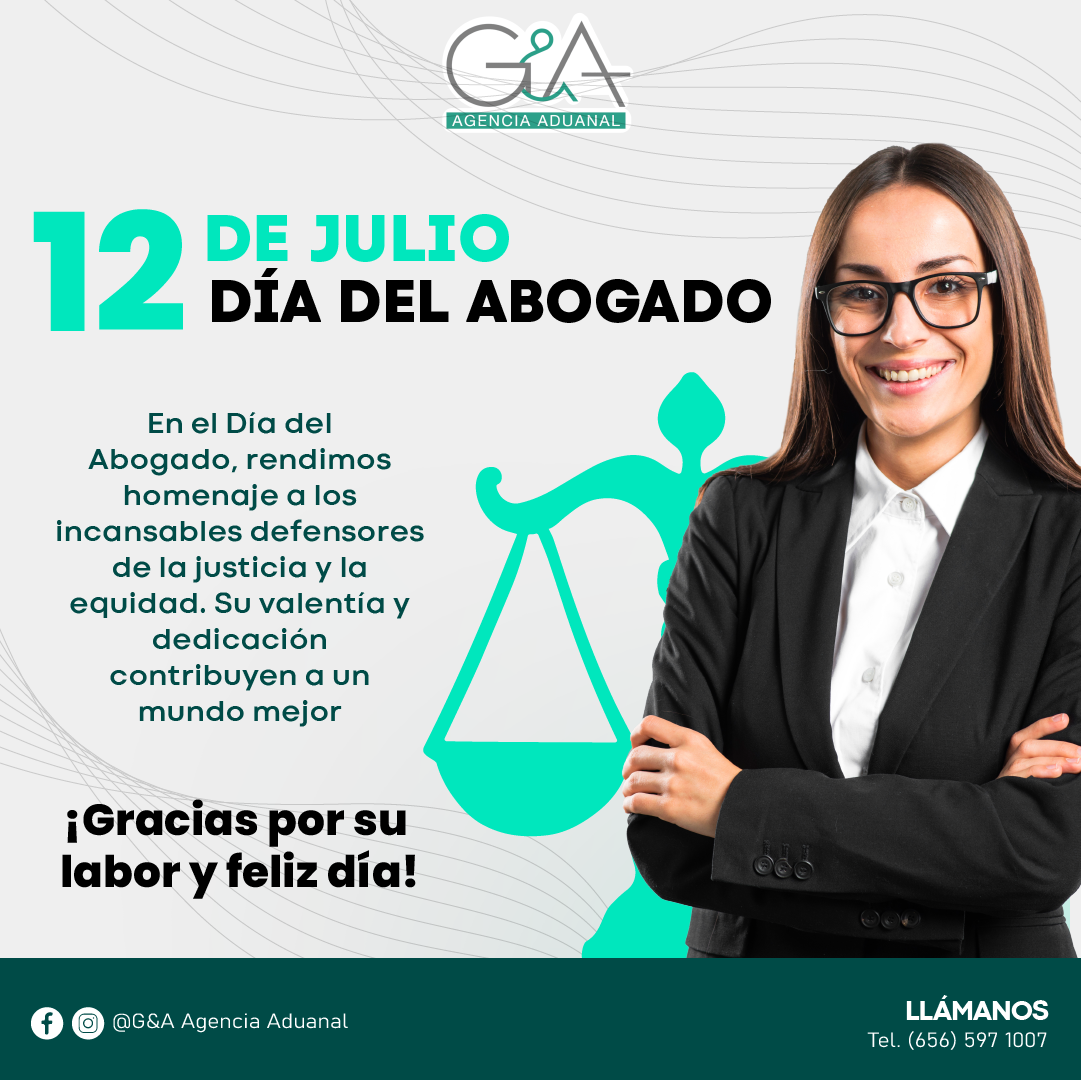 G&A
AGENCIA ADUANAL
12 DE JULIO
DÍA DEL ABOGADO
En el Día del
Abogado, rendimos
homenaje a los
incansables defensores
de la justicia y la
equidad. Su valentía y
dedicación
contribuyen a un
mundo mejor
¡Gracias por su
labor y feliz día!
@G&A Agencia Aduanal
LLÁMANOS
Tel. (656) 597 1007